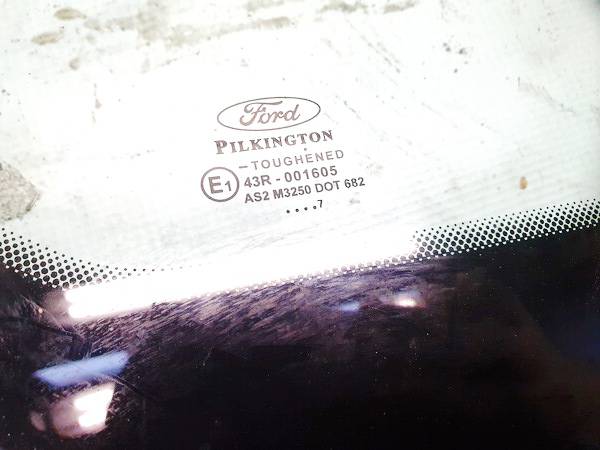 Ford
PILKINGTON
– TOUGHENED
E1 43R - 001605
AS2 M3250 DOT 682
....7